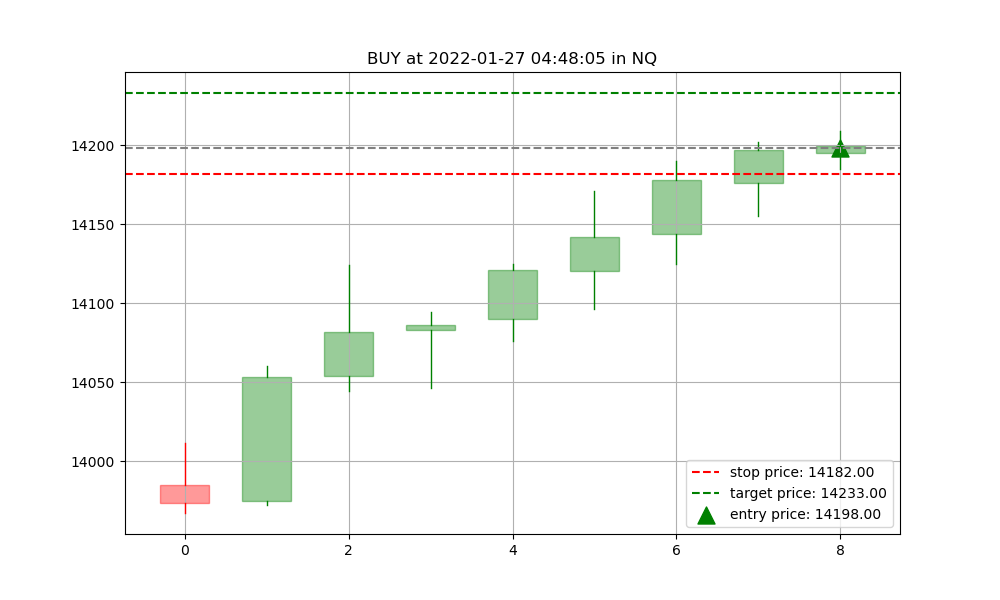 BUY at 2022-01-27 04:48:05 in NQ
14200
14150
14100
14050
14000
0 2 4 6 8
stop price: 14182.00
target price: 14233.00
entry price: 14198.00